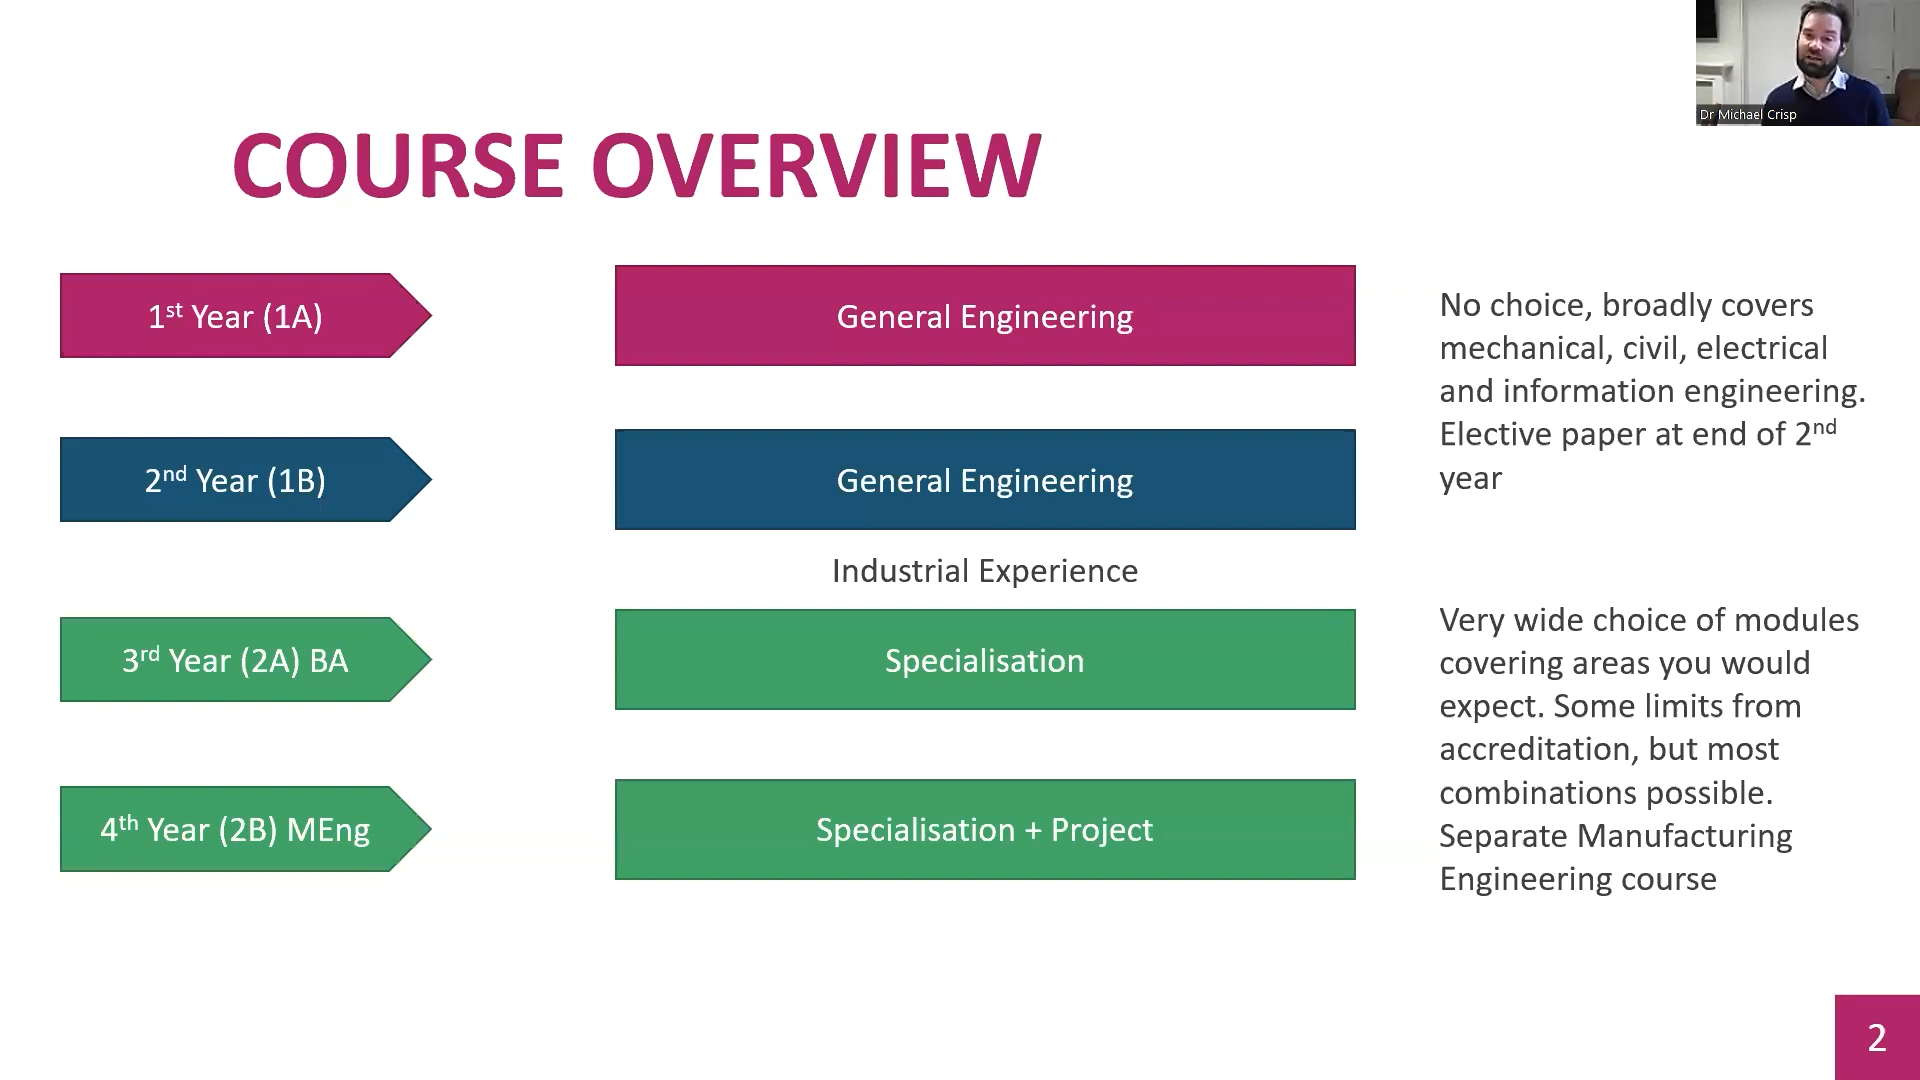 Dr Michael Crisp
COURSE OVERVIEW
1st Year (1A)
General Engineering
No choice, broadly covers
mechanical, civil, electrical
and information engineering.
Elective paper at end of 2nd
year
2nd Year (1B)
General Engineering
Industrial Experience
3rd Year (2A) BA
Specialisation
Very wide choice of modules
covering areas you would
expect. Some limits from
accreditation, but most
combinations possible.
Separate Manufacturing
Engineering course
4th Year (2B) MEng
Specialisation + Project
2